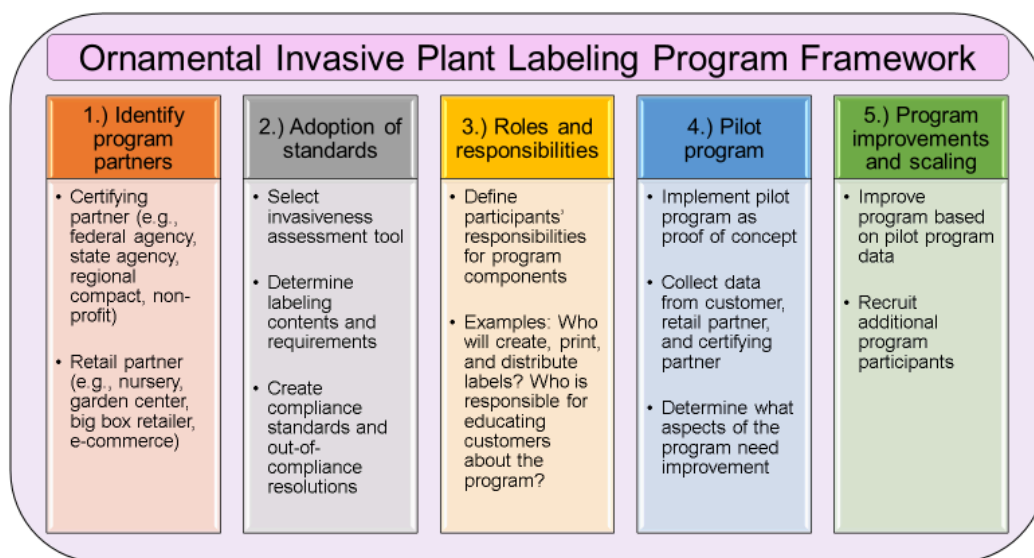 Ornamental Invasive Plant Labeling Program Framework
1.) Identify
program
partners
• Certifying
partner (e.g.,
federal agency,
state agency,
regional
compact, non-
profit)
• Retail partner
(e.g., nursery,
garden center,
big box retailer,
e-commerce)
2.) Adoption of
standards
• Select
invasiveness
assessment tool
• Determine
labeling
contents and
requirements
• Create
compliance
standards and
out-of-
compliance
resolutions
3.) Roles and
responsibilities
• Define
participants'
responsibilities
for program
components
• Examples: Who
will create, print,
and distribute
labels? Who is
responsible for
educating
customers
about the
program?
4.) Pilot
program
• Implement pilot
program as
proof of concept
• Collect data
from customer,
retail partner,
and certifying
partner
• Determine what
aspects of the
program need
improvement
5.) Program
improvements
and scaling
• Improve
program based
on pilot program
data
• Recruit
additional
program
participants